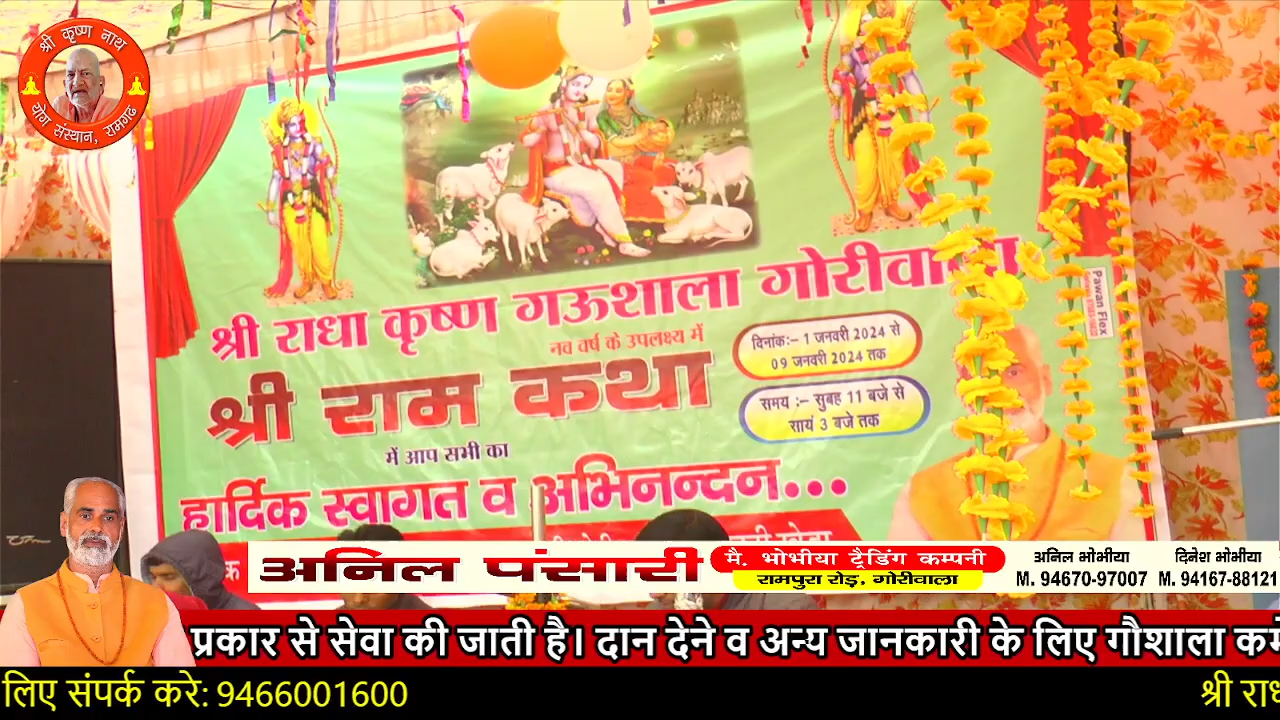 श्री कृष्ण नाथ
योग संस्थान, रामगढ
श्री राधा कृष्ण गऊशाला गोरीवाला
नव वर्ष के उपलक्ष्य में
श्री राम कथा
दिनांक:- 1 जनवरी 2024 से
09 जनवरी 2024 तक
समय :- सुबह 11 बजे से
सायं 3 बजे तक
में आप सभी का
हार्दिक स्वागत व अभिनन्दन...
Pawan Flex
अनिल पंसारी
मै. भोभीया ट्रैडिंग कम्पनी
रामपुरा रोड़, गोरीवाला
अनिल भोभीया
M. 94670-97007
दिनेश भोभीया
M. 94167-88121
प्रकार से सेवा की जाती है। दान देने व अन्य जानकारी के लिए गौशाला कमे
लिए संपर्क करे: 9466001600
श्री राध